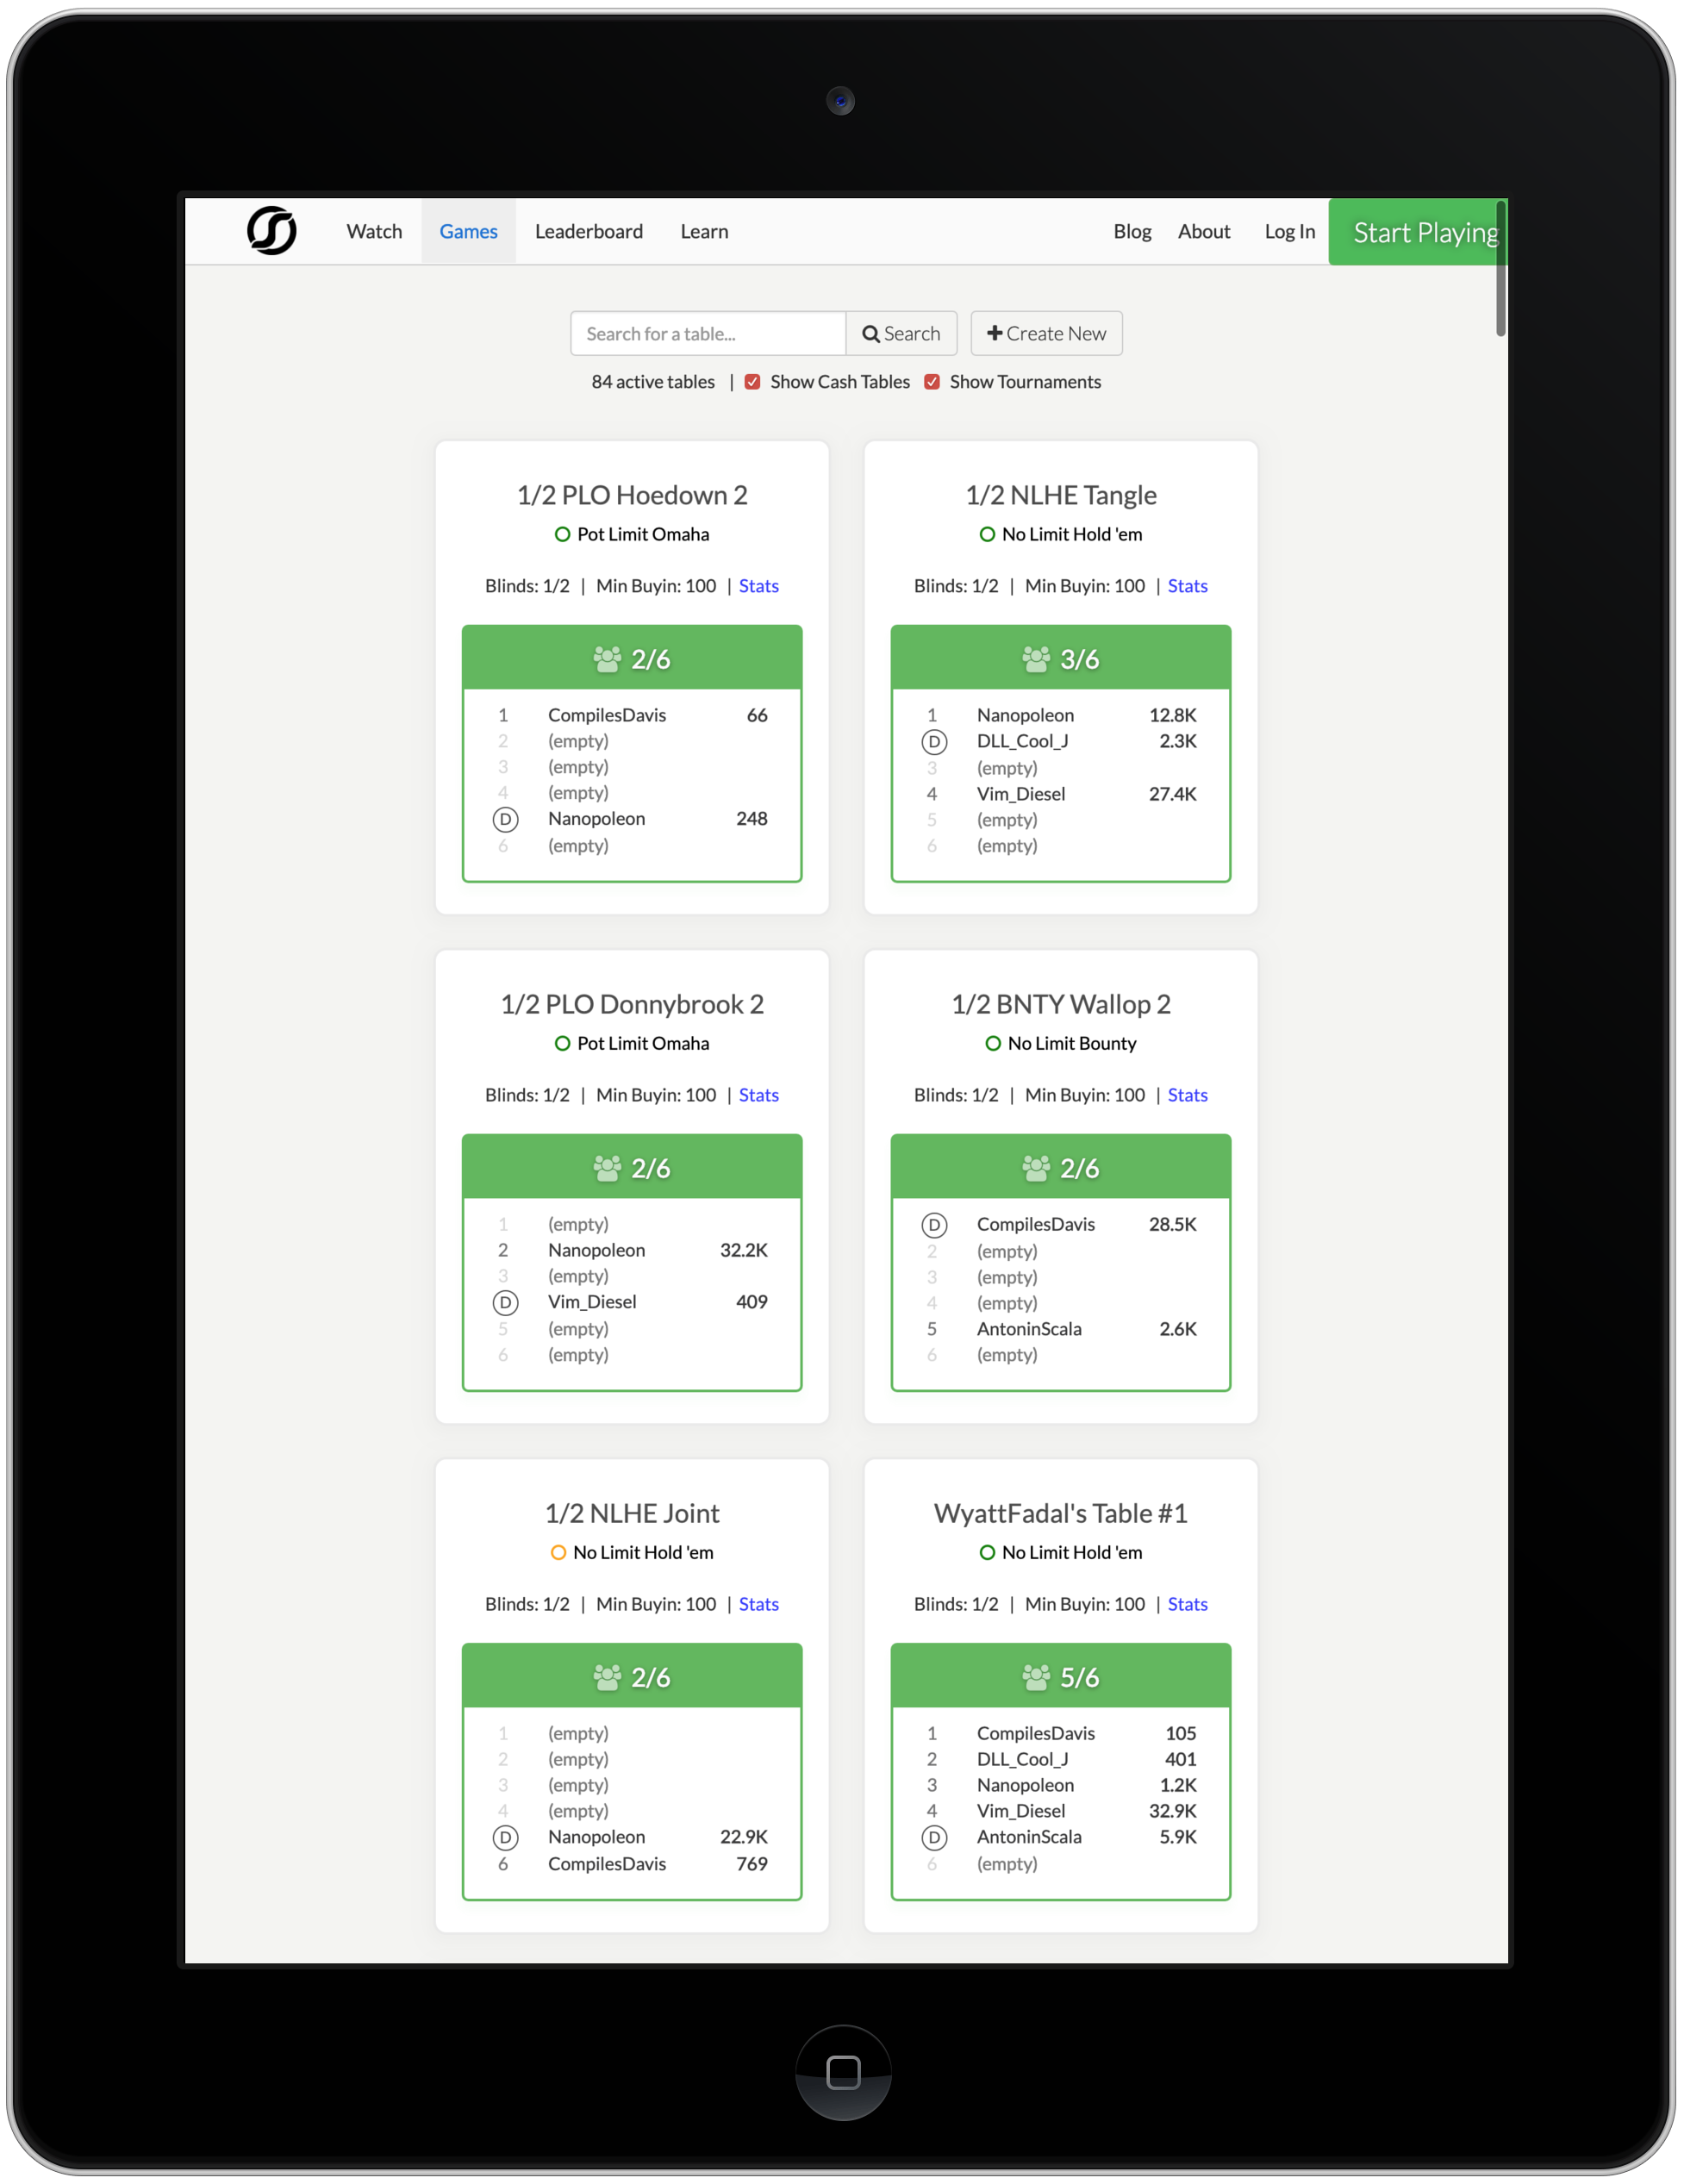 Watch Games Leaderboard Learn Blog About Log In Start Playing
Search for a table... Search Create New
84 active tables | Show Cash Tables Show Tournaments
1/2 PLO Hoedown 2
Pot Limit Omaha
Blinds: 1/2 | Min Buyin: 100 | Stats
2/6
1 CompilesDavis 66
2 (empty)
3 (empty)
4 (empty)
D Nanopoleon 248
6 (empty)
1/2 NLHE Tangle
No Limit Hold 'em
Blinds: 1/2 | Min Buyin: 100 | Stats
3/6
1 Nanopoleon 12.8K
D DLL_Cool_J 2.3K
3 (empty)
4 Vim_Diesel 27.4K
5 (empty)
6 (empty)
1/2 PLO Donnybrook 2
Pot Limit Omaha
Blinds: 1/2 | Min Buyin: 100 | Stats
2/6
1 (empty)
2 Nanopoleon 32.2K
3 (empty)
D Vim_Diesel 409
5 (empty)
6 (empty)
1/2 BNTY Wallop 2
No Limit Bounty
Blinds: 1/2 | Min Buyin: 100 | Stats
2/6
D CompilesDavis 28.5K
2 (empty)
3 (empty)
4 (empty)
5 AntoninScala 2.6K
6 (empty)
1/2 NLHE Joint
No Limit Hold 'em
Blinds: 1/2 | Min Buyin: 100 | Stats
2/6
1 (empty)
2 (empty)
3 (empty)
4 (empty)
D Nanopoleon 22.9K
6 CompilesDavis 769
WyattFadal's Table #1
No Limit Hold 'em
Blinds: 1/2 | Min Buyin: 100 | Stats
5/6
1 CompilesDavis 105
2 DLL_Cool_J 401
3 Nanopoleon 1.2K
4 Vim_Diesel 32.9K
D AntoninScala 5.9K
6 (empty)